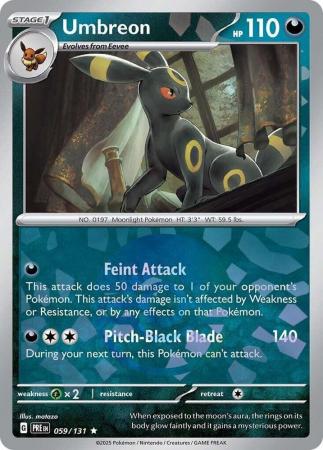 STAGE 1 Umbreon HP 110
Evolves from Eevee
NO. 0197 Moonlight Pokémon HT: 3'3" WT: 59.5 lbs.
Feint Attack
This attack does 50 damage to 1 of your opponent's
Pokémon. This attack's damage isn't affected by Weakness
or Resistance, or by any effects on that Pokémon.
Pitch-Black Blade 140
During your next turn, this Pokémon can't attack.
weakness ×2 resistance retreat
Illus. matazo
G PRE EN 059/131 ★
When exposed to the moon's aura, the rings on
its body glow faintly and it gains a mysterious power.
©2025 Pokémon / Nintendo / Creatures / GAME FREAK